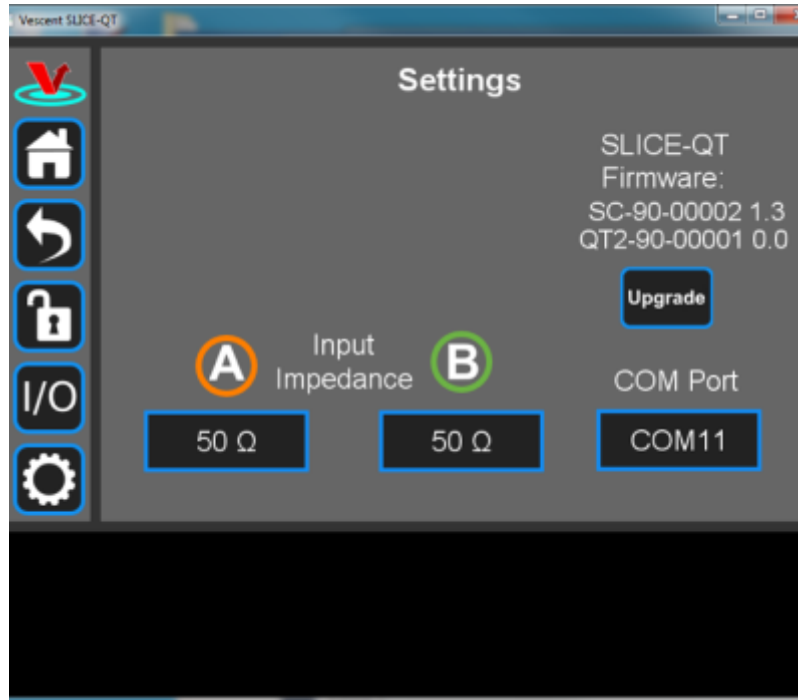 Vescent SLICE-QT
Settings
SLICE-QT
Firmware:
SC-90-00002 1.3
QT2-90-00001 0.0
Upgrade
A
Input
Impedance
B
I/O
COM Port
50 Ω
50 Ω
COM11